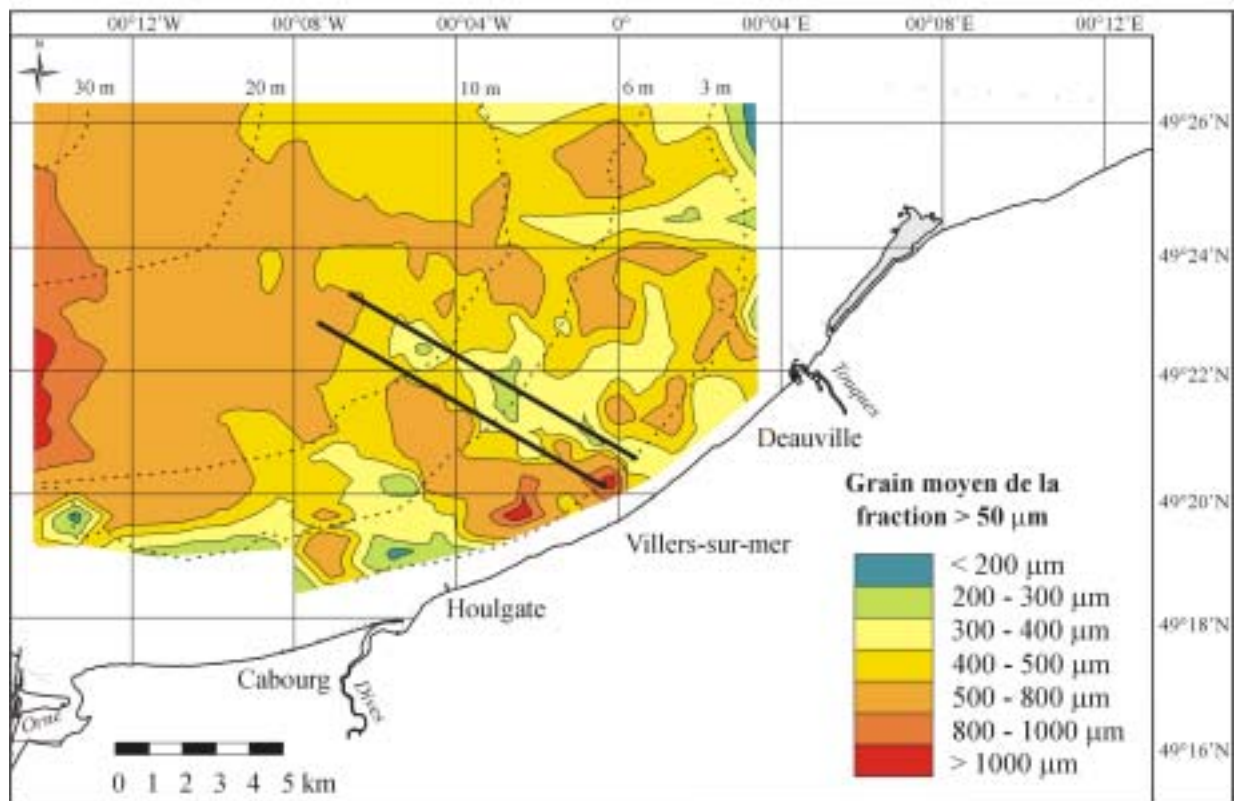 00°12'W 00°08'W 00°04'W 0° 00°04'E 00°08'E 00°12'E
N
30 m 20 m 10 m 6 m 3 m
49°26'N
49°24'N
49°22'N
49°20'N
49°18'N
49°16'N
Touques
Deauville
Villers-sur-mer
Houlgate
Cabourg
Dives
Orne
Grain moyen de la
fraction > 50 µm
< 200 µm
200 - 300 µm
300 - 400 µm
400 - 500 µm
500 - 800 µm
800 - 1000 µm
> 1000 µm
0 1 2 3 4 5 km